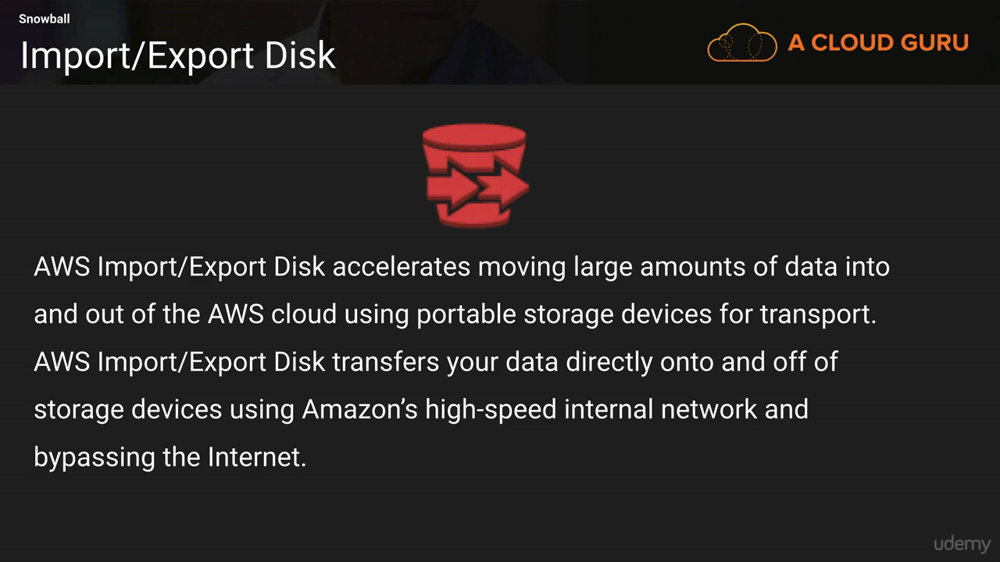 Snowball
Import/Export Disk
A CLOUD GURU
AWS Import/Export Disk accelerates moving large amounts of data into
and out of the AWS cloud using portable storage devices for transport.
AWS Import/Export Disk transfers your data directly onto and off of
storage devices using Amazon’s high-speed internal network and
bypassing the Internet.
udemy